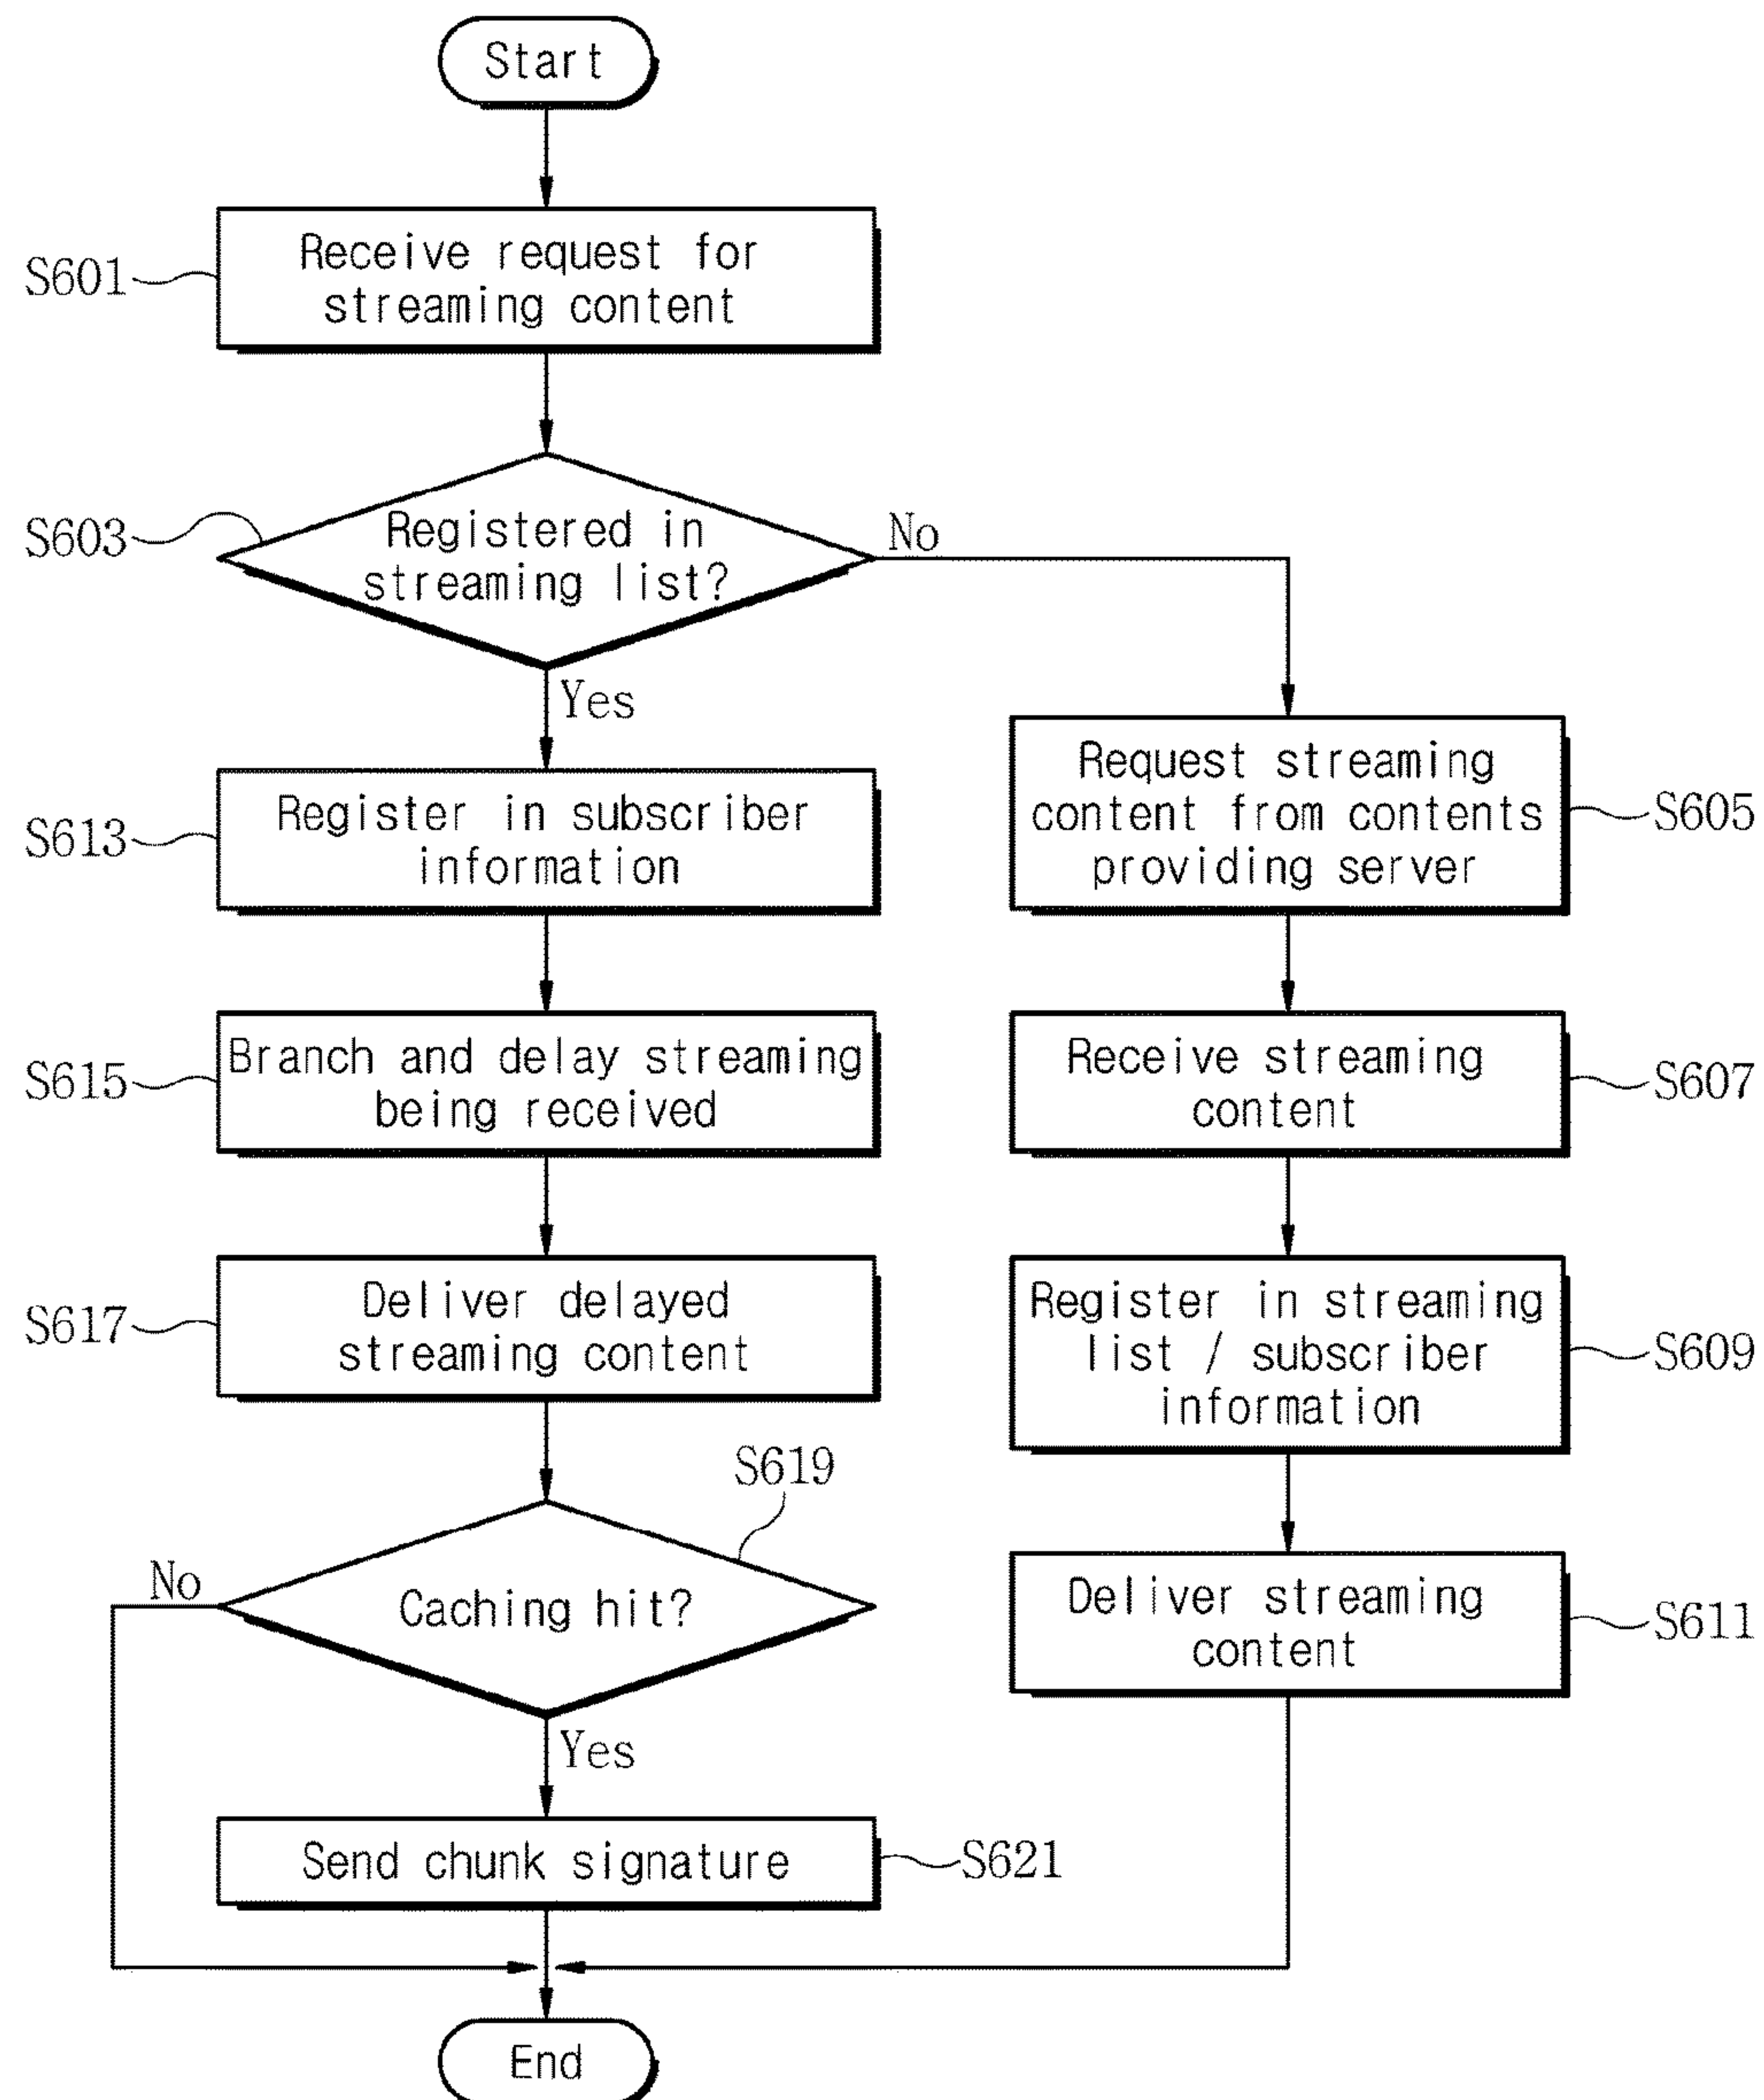 Start
S601
Receive request for
streaming content
S603
Registered in
streaming list?
No
Yes
S613
Register in subscriber
information
Request streaming
content from contents
providing server
S605
S615
Branch and delay streaming
being received
Receive streaming
content
S607
S617
Deliver delayed
streaming content
Register in streaming
list / subscriber
information
S609
S619
No
Caching hit?
Yes
Deliver streaming
content
S611
Send chunk signature
S621
End